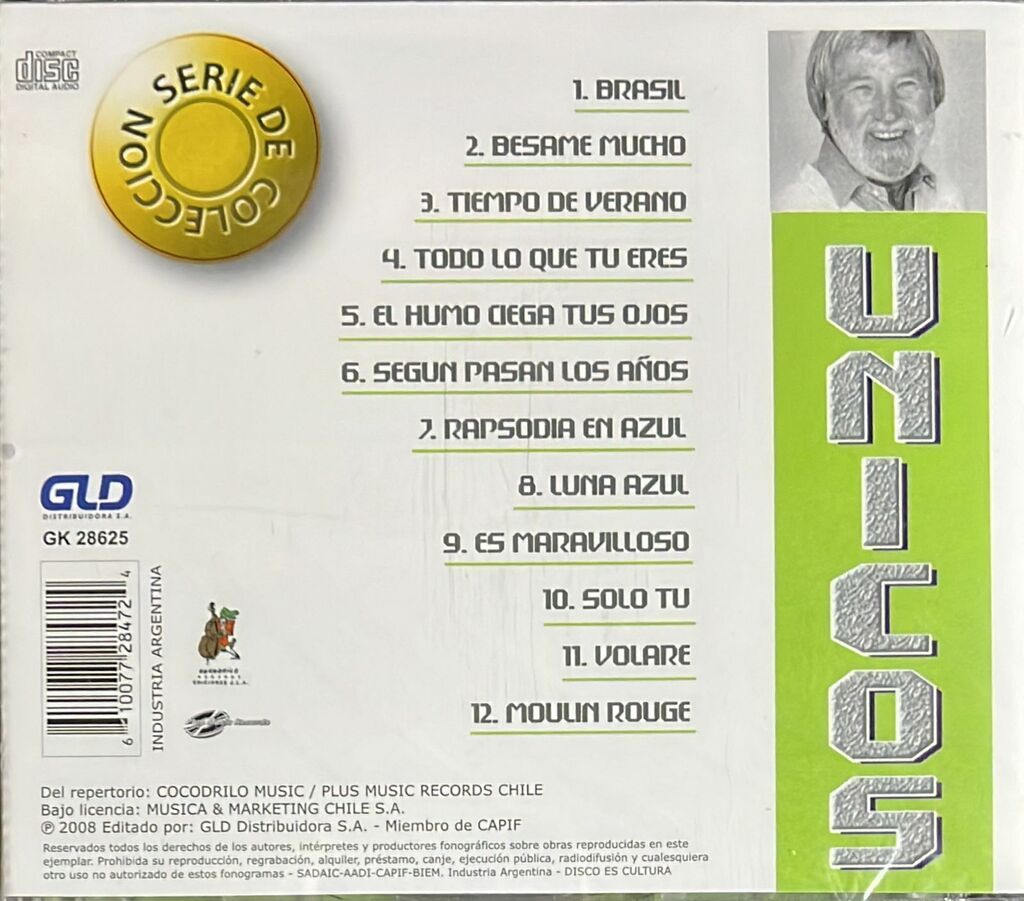 COMPACT
disc
DIGITAL AUDIO
SERIE DE
COLECCION
1. BRASIL
2. BESAME MUCHO
3. TIEMPO DE VERANO
4. TODO LO QUE TU ERES
5. EL HUMO CIEGA TUS OJOS
6. SEGUN PASAN LOS AÑOS
7. RAPSODIA EN AZUL
8. LUNA AZUL
9. ES MARAVILLOSO
10. SOLO TU
11. VOLARE
12. MOULIN ROUGE
UNICOS
GLD
DISTRIBUIDORA S.A.
GK 28625
6 10077 28472 4
INDUSTRIA ARGENTINA
Del repertorio: COCODRILO MUSIC / PLUS MUSIC RECORDS CHILE
Bajo licencia: MUSICA & MARKETING CHILE S.A.
℗ 2008 Editado por: GLD Distribuidora S.A. - Miembro de CAPIF
Reservados todos los derechos de los autores, intérpretes y productores fonográficos sobre obras reproducidas en este
ejemplar. Prohibida su reproducción, regrabación, alquiler, préstamo, canje, ejecución pública, radiodifusión y cualesquiera
otro uso no autorizado de estos fonogramas - SADAIC-AADI-CAPIF-BIEM. Industria Argentina - DISCO ES CULTURA